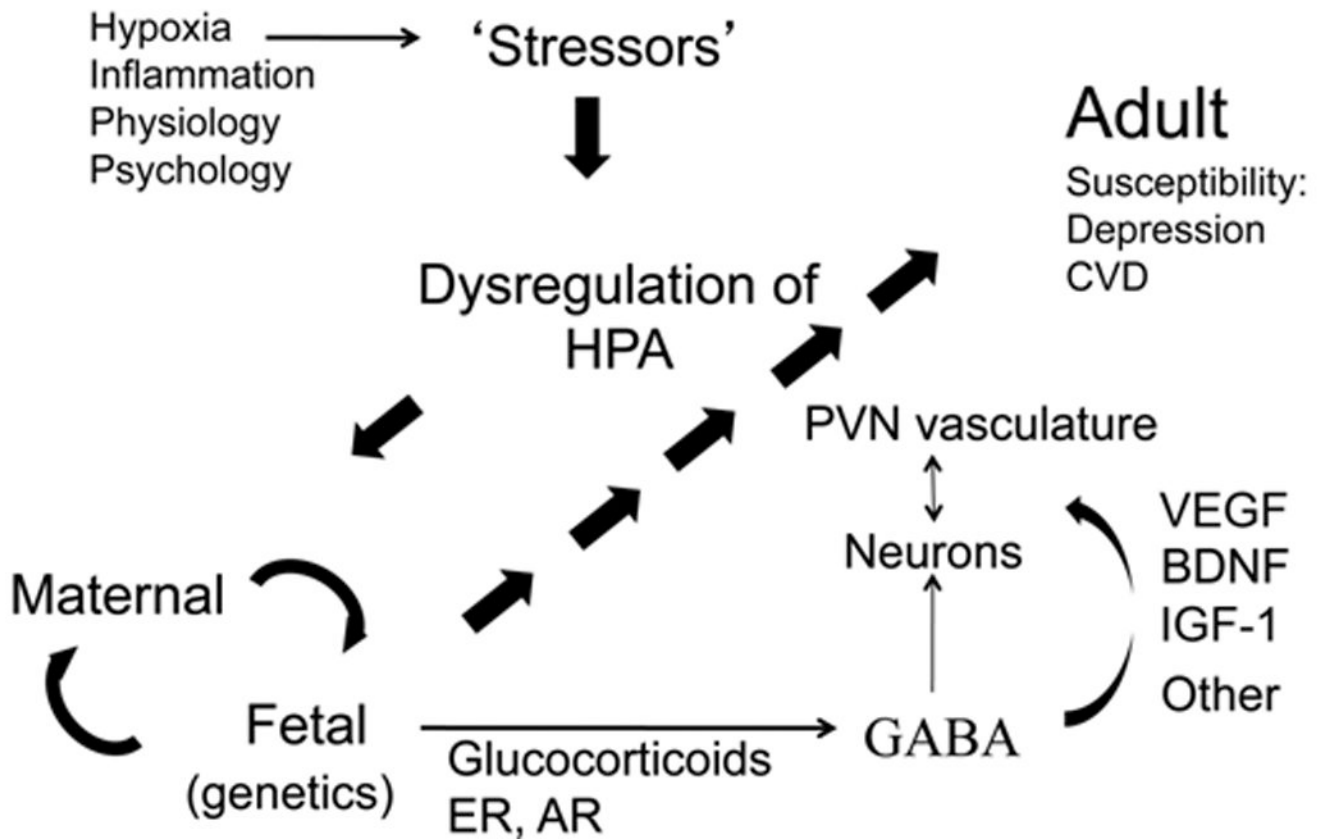 Hypoxia
Inflammation
Physiology
Psychology
‘Stressors’
Adult
Susceptibility:
Depression
CVD
Dysregulation of
HPA
PVN vasculature
Neurons
VEGF
BDNF
IGF-1
Other
Maternal
Fetal
(genetics)
Glucocorticoids
ER, AR
GABA